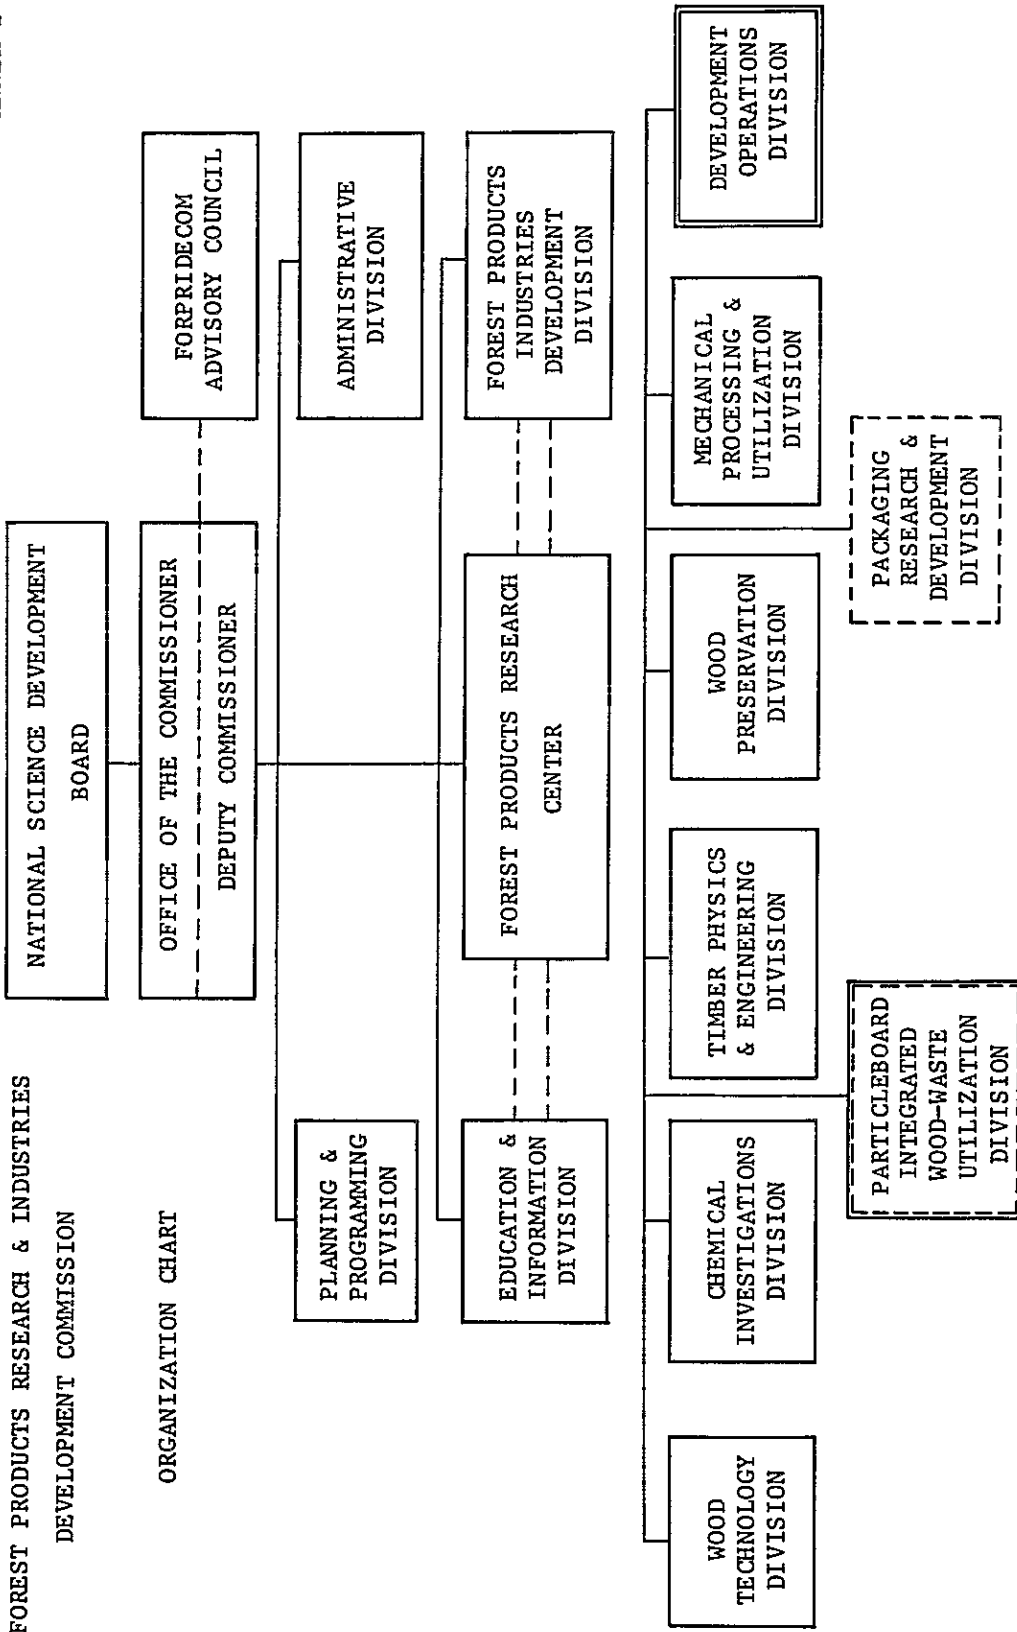 FOREST PRODUCTS RESEARCH & INDUSTRIES
DEVELOPMENT COMMISSION
ORGANIZATION CHART
NATIONAL SCIENCE DEVELOPMENT
BOARD
OFFICE OF THE COMMISSIONER
DEPUTY COMMISSIONER
FORPRIDECOM
ADVISORY COUNCIL
PLANNING &
PROGRAMMING
DIVISION
ADMINISTRATIVE
DIVISION
EDUCATION &
INFORMATION
DIVISION
FOREST PRODUCTS RESEARCH
CENTER
FOREST PRODUCTS
INDUSTRIES
DEVELOPMENT
DIVISION
WOOD
TECHNOLOGY
DIVISION
CHEMICAL
INVESTIGATIONS
DIVISION
TIMBER PHYSICS
& ENGINEERING
DIVISION
WOOD
PRESERVATION
DIVISION
MECHANICAL
PROCESSING &
UTILIZATION
DIVISION
DEVELOPMENT
OPERATIONS
DIVISION
PARTICLEBOARD
INTEGRATED
WOOD-WASTE
UTILIZATION
DIVISION
PACKAGING
RESEARCH &
DEVELOPMENT
DIVISION